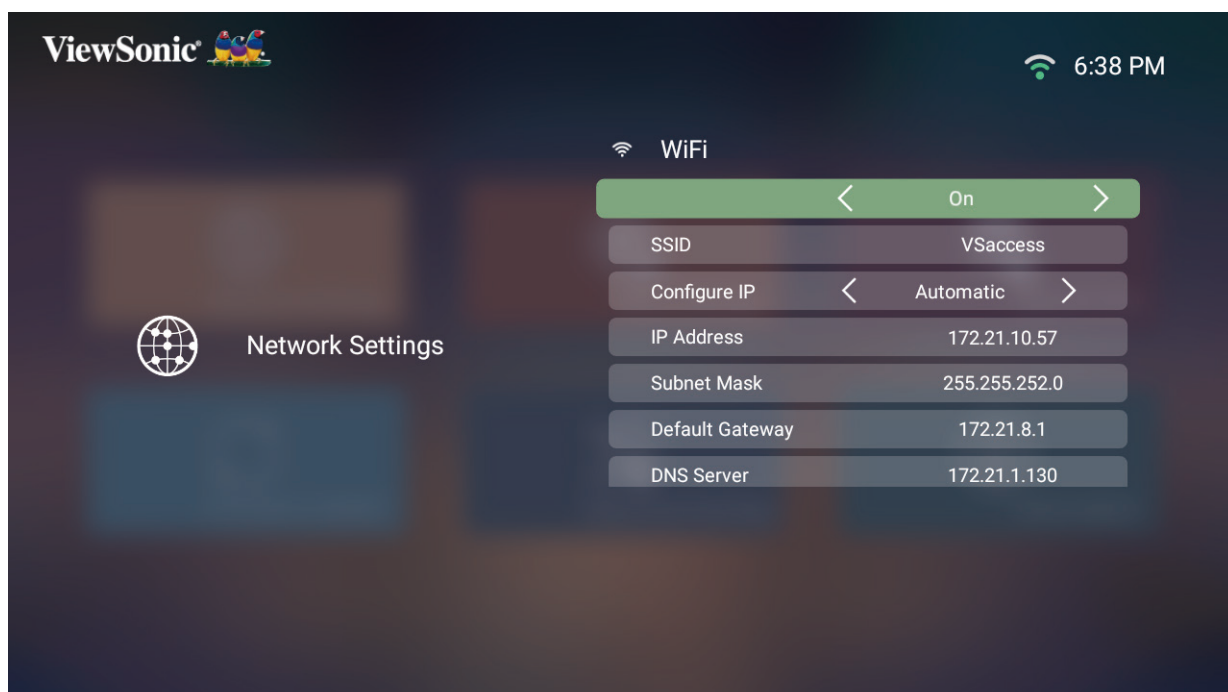 ViewSonic®
6:38 PM
WiFi
On
SSID VSaccess
Configure IP Automatic
Network Settings
IP Address 172.21.10.57
Subnet Mask 255.255.252.0
Default Gateway 172.21.8.1
DNS Server 172.21.1.130